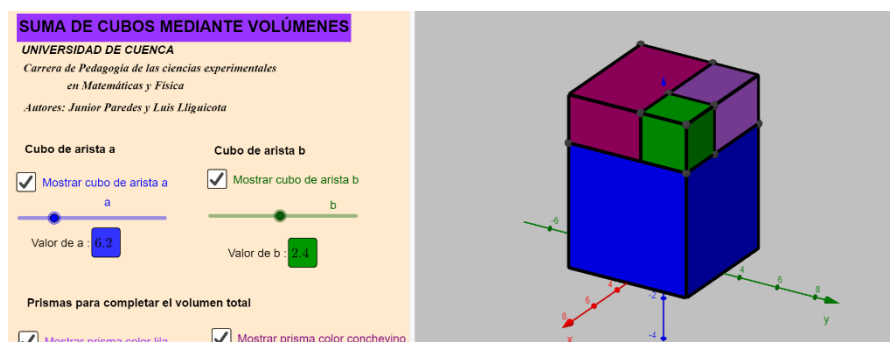 SUMA DE CUBOS MEDIANTE VOLÚMENES
UNIVERSIDAD DE CUENCA
Carrera de Pedagogía de las ciencias experimentales
en Matemáticas y Física
Autores: Junior Paredes y Luis Lliguicota
Cubo de arista a
Cubo de arista b
Mostrar cubo de arista a
Mostrar cubo de arista b
a
b
Valor de a : 6.2
Valor de b : 2.4
Prismas para completar el volumen total
Mostrar prisma color lila
Mostrar prisma color conchevino
-6
4
6
8
y
4
6
8
x
-2
-4